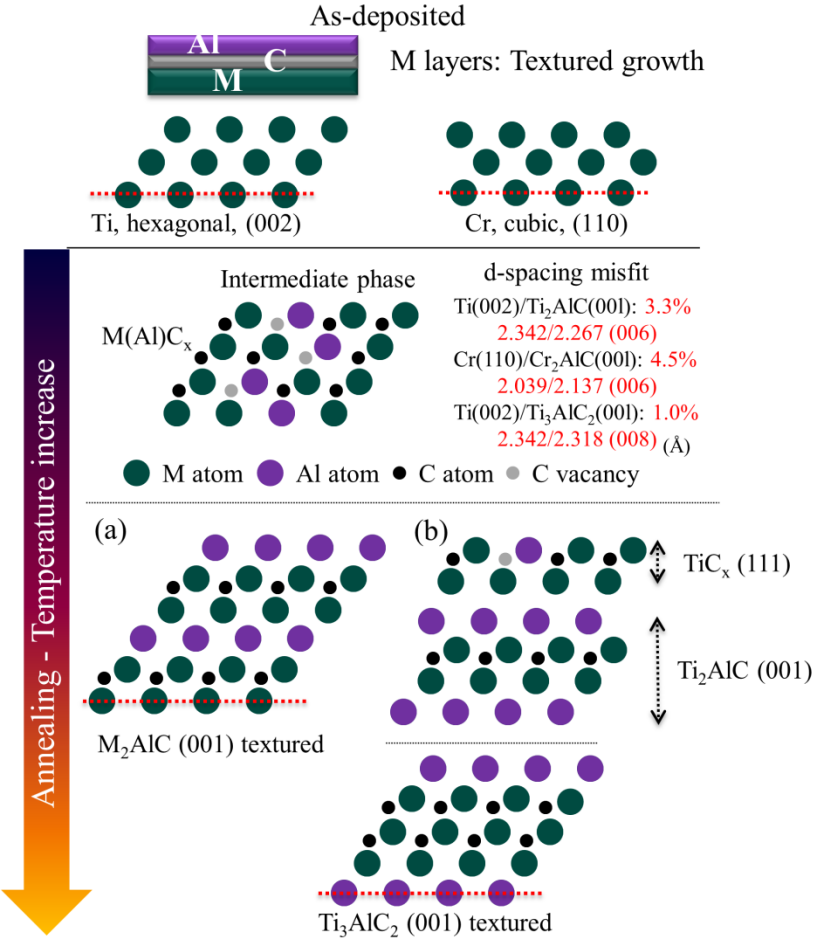 As-deposited
Al
C
M
M layers: Textured growth
Ti, hexagonal, (002)
Cr, cubic, (110)
Annealing - Temperature increase
Intermediate phase
M(Al)Cₓ
d-spacing misfit
Ti(002)/Ti₂AlC(00l): 3.3%
2.342/2.267 (006)
Cr(110)/Cr₂AlC(00l): 4.5%
2.039/2.137 (006)
Ti(002)/Ti₃AlC₂(00l): 1.0%
2.342/2.318 (008) (Å)
M atom Al atom C atom C vacancy
(a)
(b)
TiCₓ (111)
Ti₂AlC (001)
M₂AlC (001) textured
Ti₃AlC₂ (001) textured